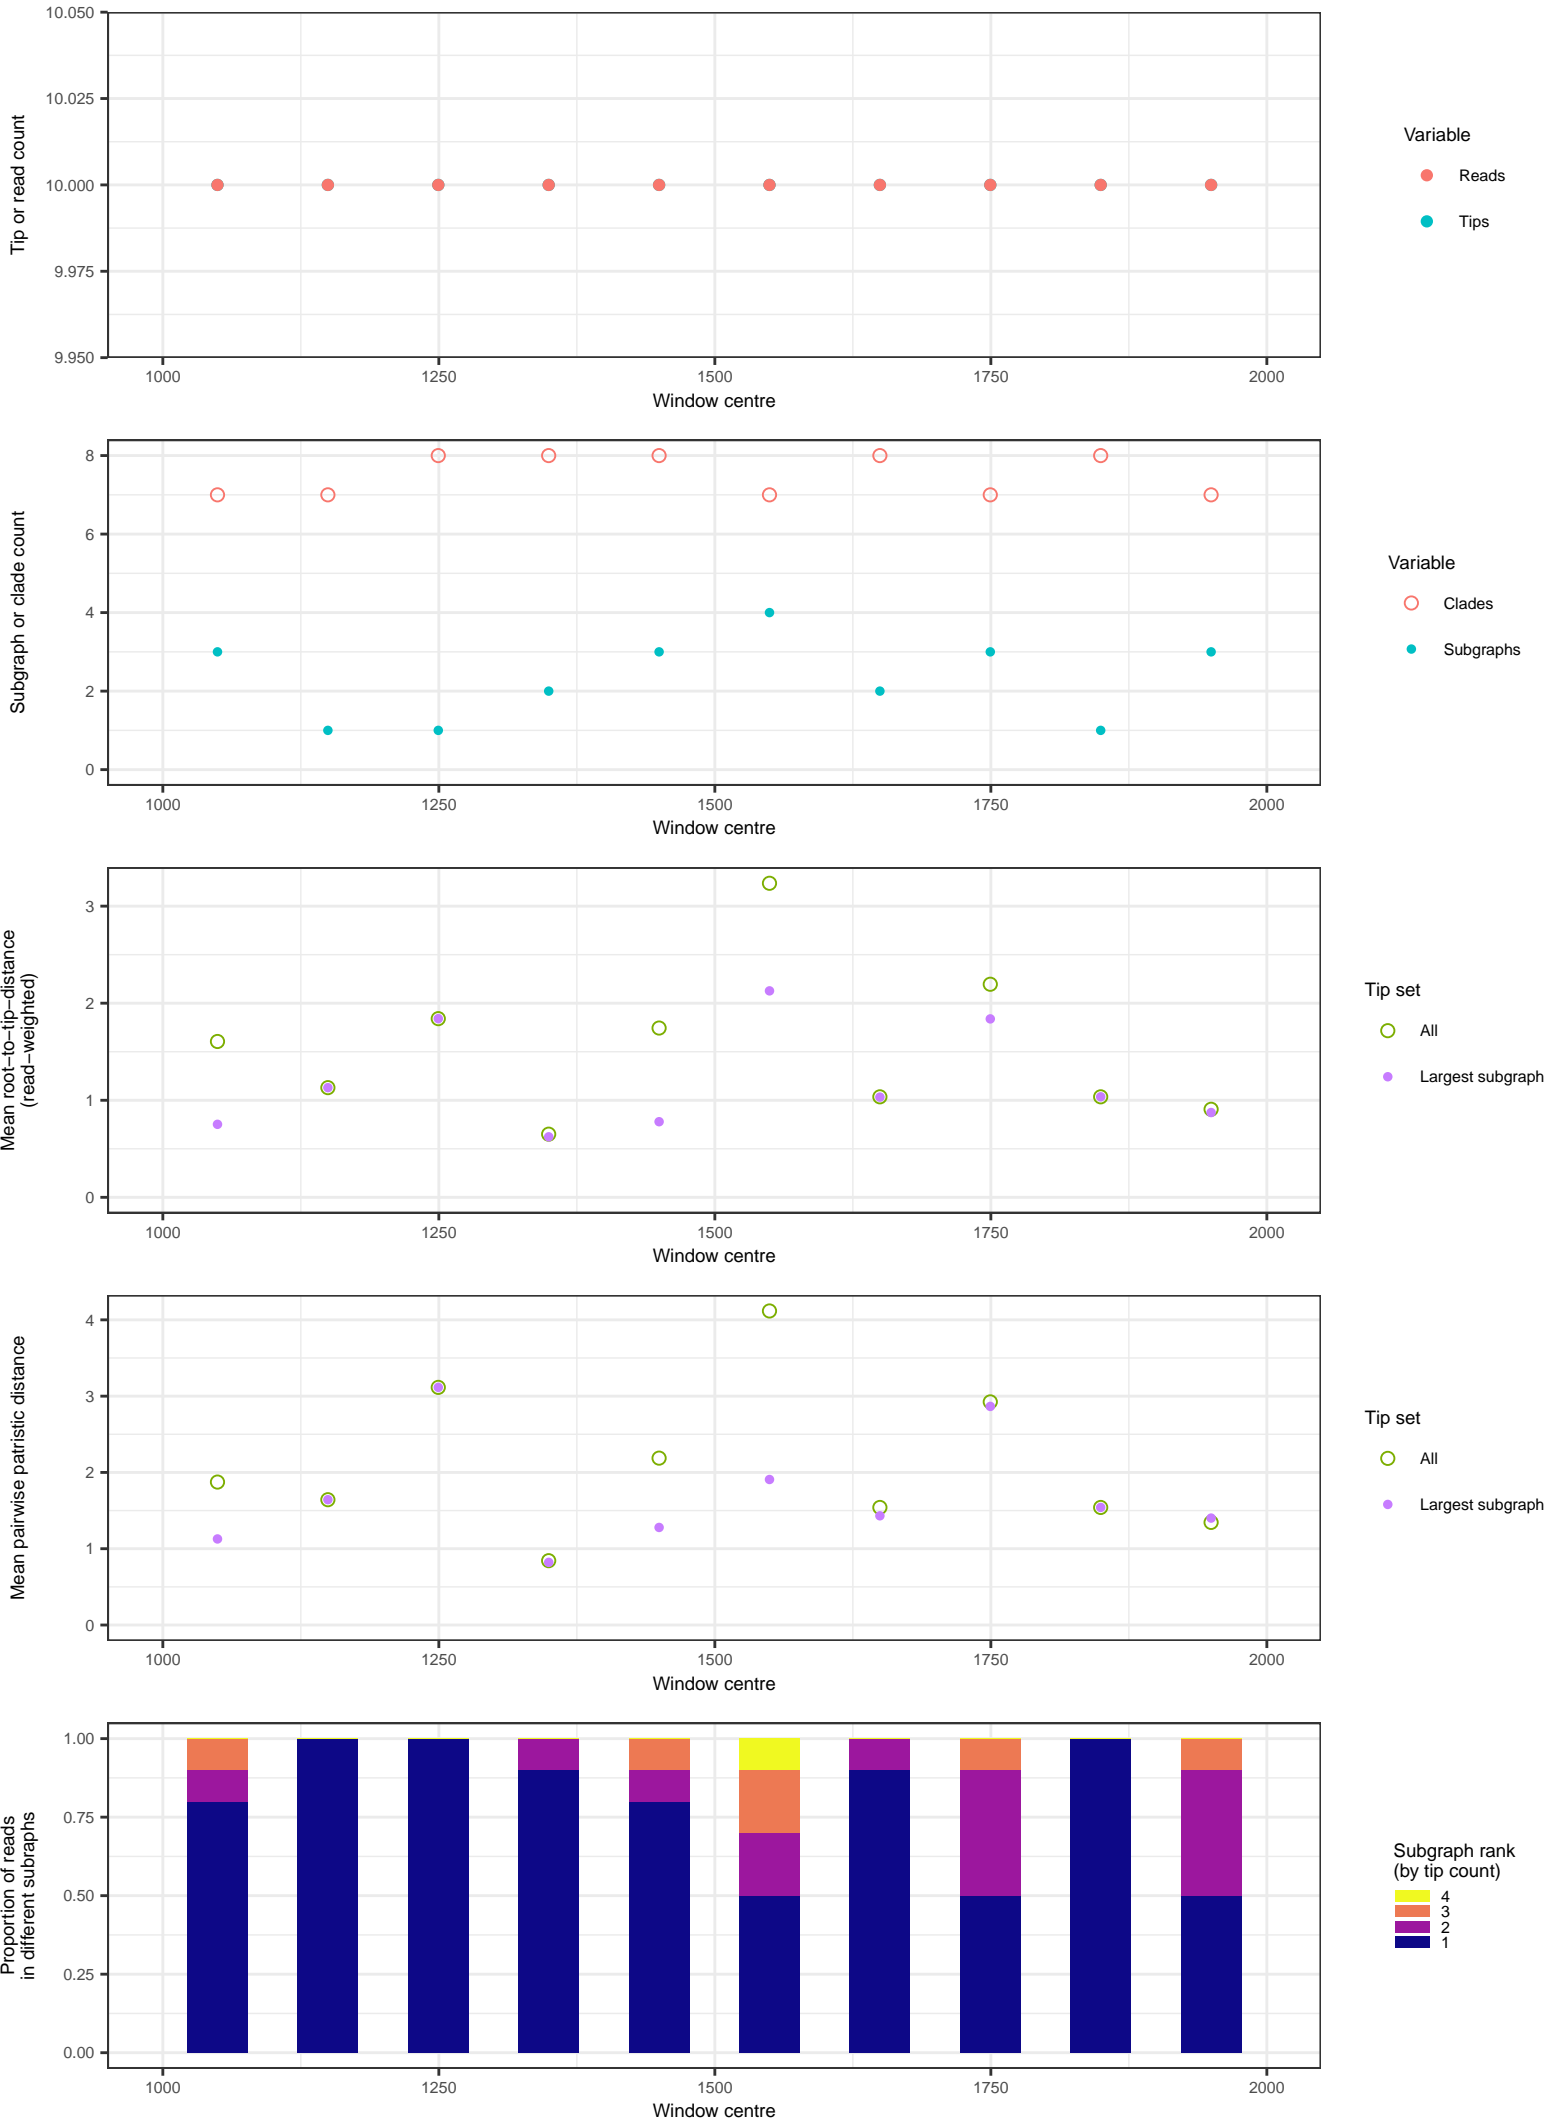 10.050
10.025
10.000
9.975
9.950
Tip or read count
1000 1250 1500 1750 2000
Window centre
Variable
Reads
Tips
8
6
4
2
0
Subgraph or clade count
1000 1250 1500 1750 2000
Window centre
Variable
Clades
Subgraphs
3
2
1
0
Mean root−to−tip−distance
(read−weighted)
1000 1250 1500 1750 2000
Window centre
Tip set
All
Largest subgraph
4
3
2
1
0
Mean pairwise patristic distance
1000 1250 1500 1750 2000
Window centre
Tip set
All
Largest subgraph
1.00
0.75
0.50
0.25
0.00
Proportion of reads
in different subraphs
1000 1250 1500 1750 2000
Window centre
Subgraph rank
(by tip count)
4
3
2
1